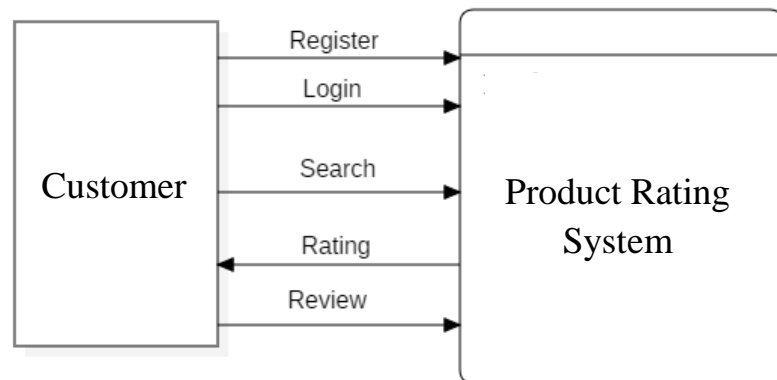 Register
Login
Customer
Search
Product Rating
System
Rating
Review